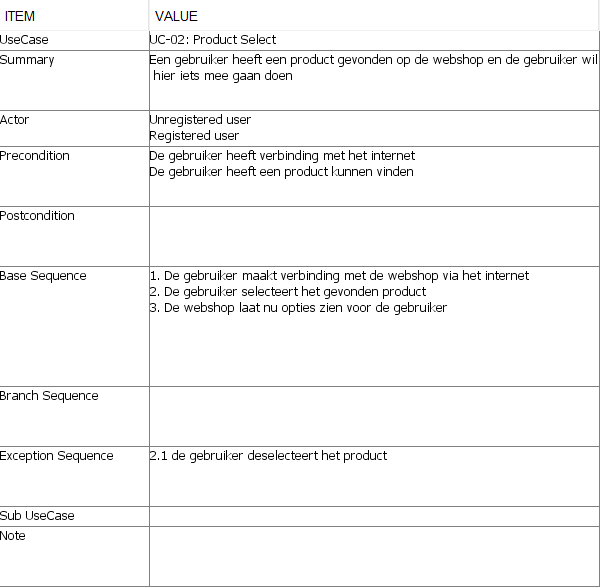 ITEM VALUE
UseCase UC-02: Product Select
Summary Een gebruiker heeft een product gevonden op de webshop en de gebruiker wil
hier iets mee gaan doen
Actor Unregistered user
Registered user
Precondition De gebruiker heeft verbinding met het internet
De gebruiker heeft een product kunnen vinden
Postcondition
Base Sequence 1. De gebruiker maakt verbinding met de webshop via het internet
2. De gebruiker selecteert het gevonden product
3. De webshop laat nu opties zien voor de gebruiker
Branch Sequence
Exception Sequence 2.1 de gebruiker deselecteert het product
Sub UseCase
Note